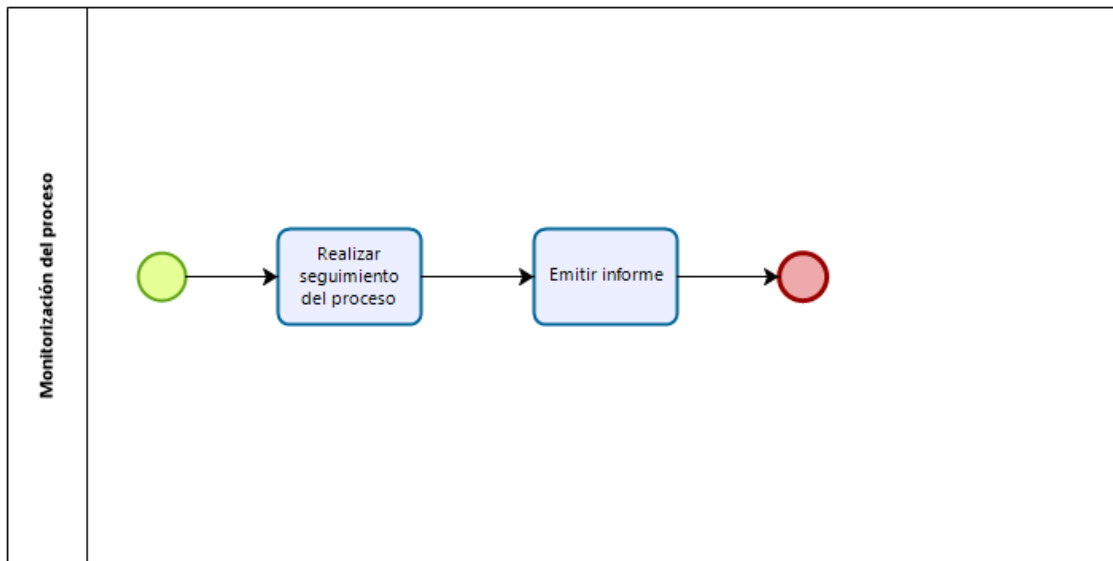 Monitorización del proceso
Realizar
seguimiento
del proceso
Emitir informe